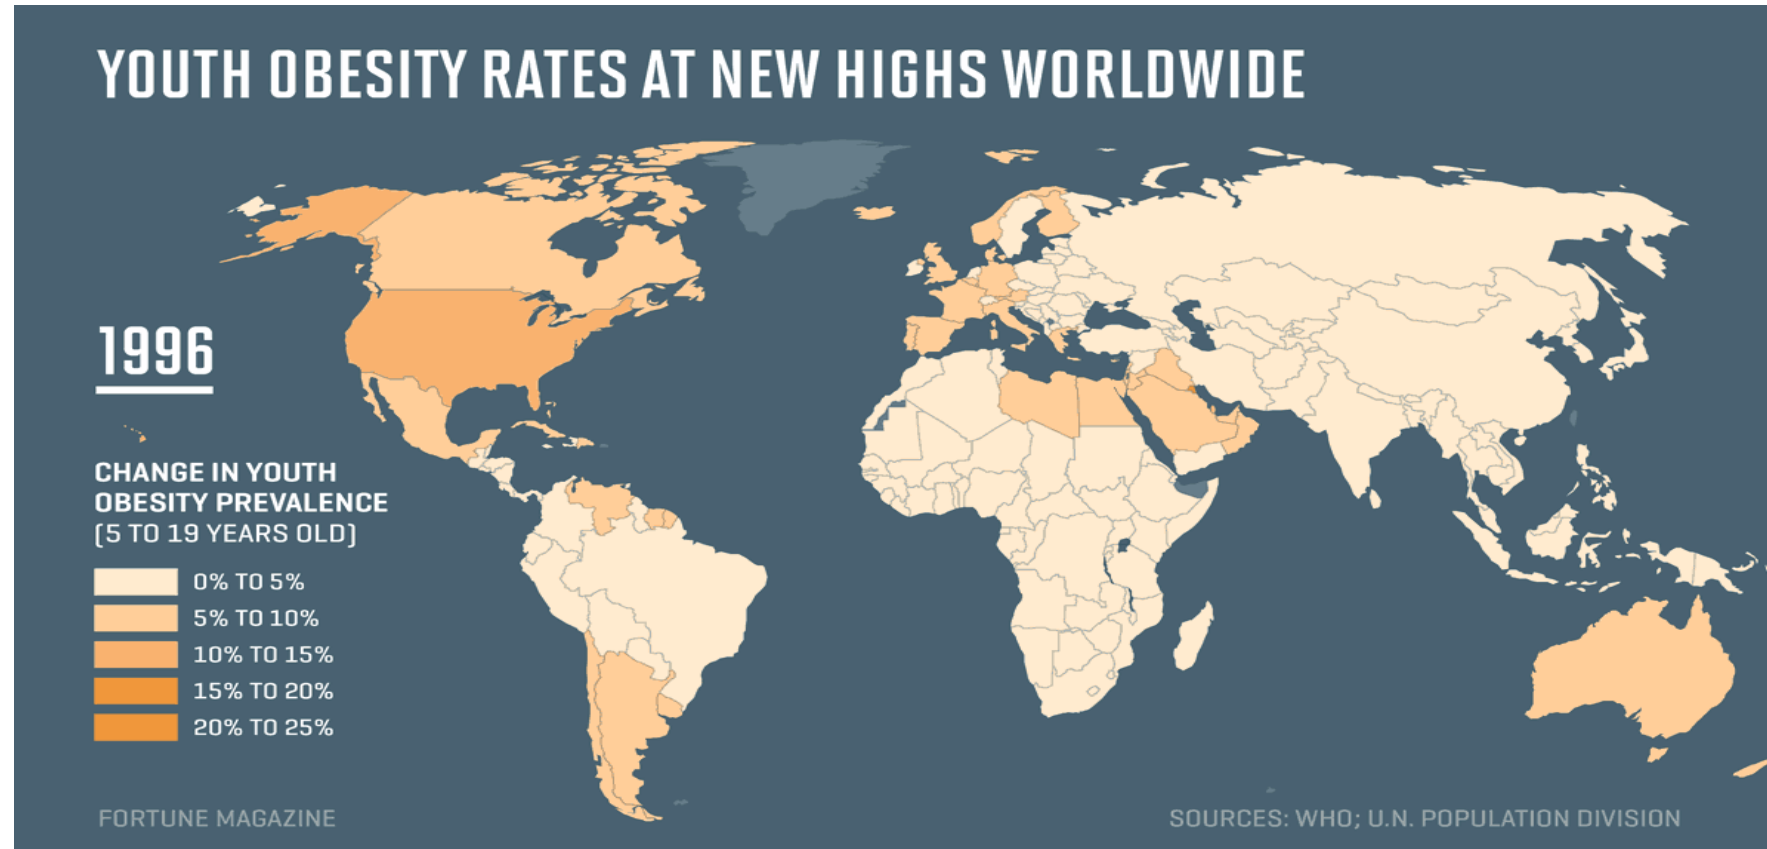 YOUTH OBESITY RATES AT NEW HIGHS WORLDWIDE
1996
CHANGE IN YOUTH
OBESITY PREVALENCE
(5 TO 19 YEARS OLD)
0% TO 5%
5% TO 10%
10% TO 15%
15% TO 20%
20% TO 25%
FORTUNE MAGAZINE
SOURCES: WHO; U.N. POPULATION DIVISION